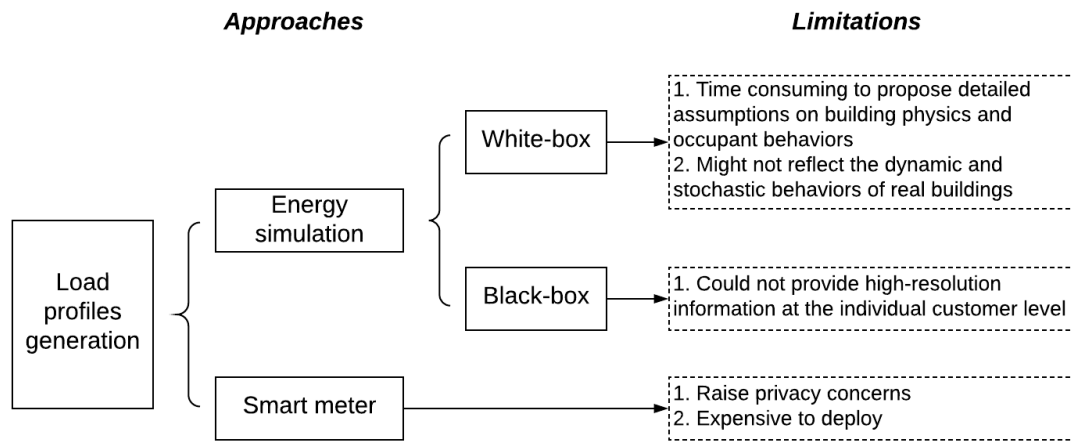 Approaches
Limitations
Load
profiles
generation
Energy
simulation
White-box
1. Time consuming to propose detailed
assumptions on building physics and
occupant behaviors
2. Might not reflect the dynamic and
stochastic behaviors of real buildings
Black-box
1. Could not provide high-resolution
information at the individual customer level
Smart meter
1. Raise privacy concerns
2. Expensive to deploy